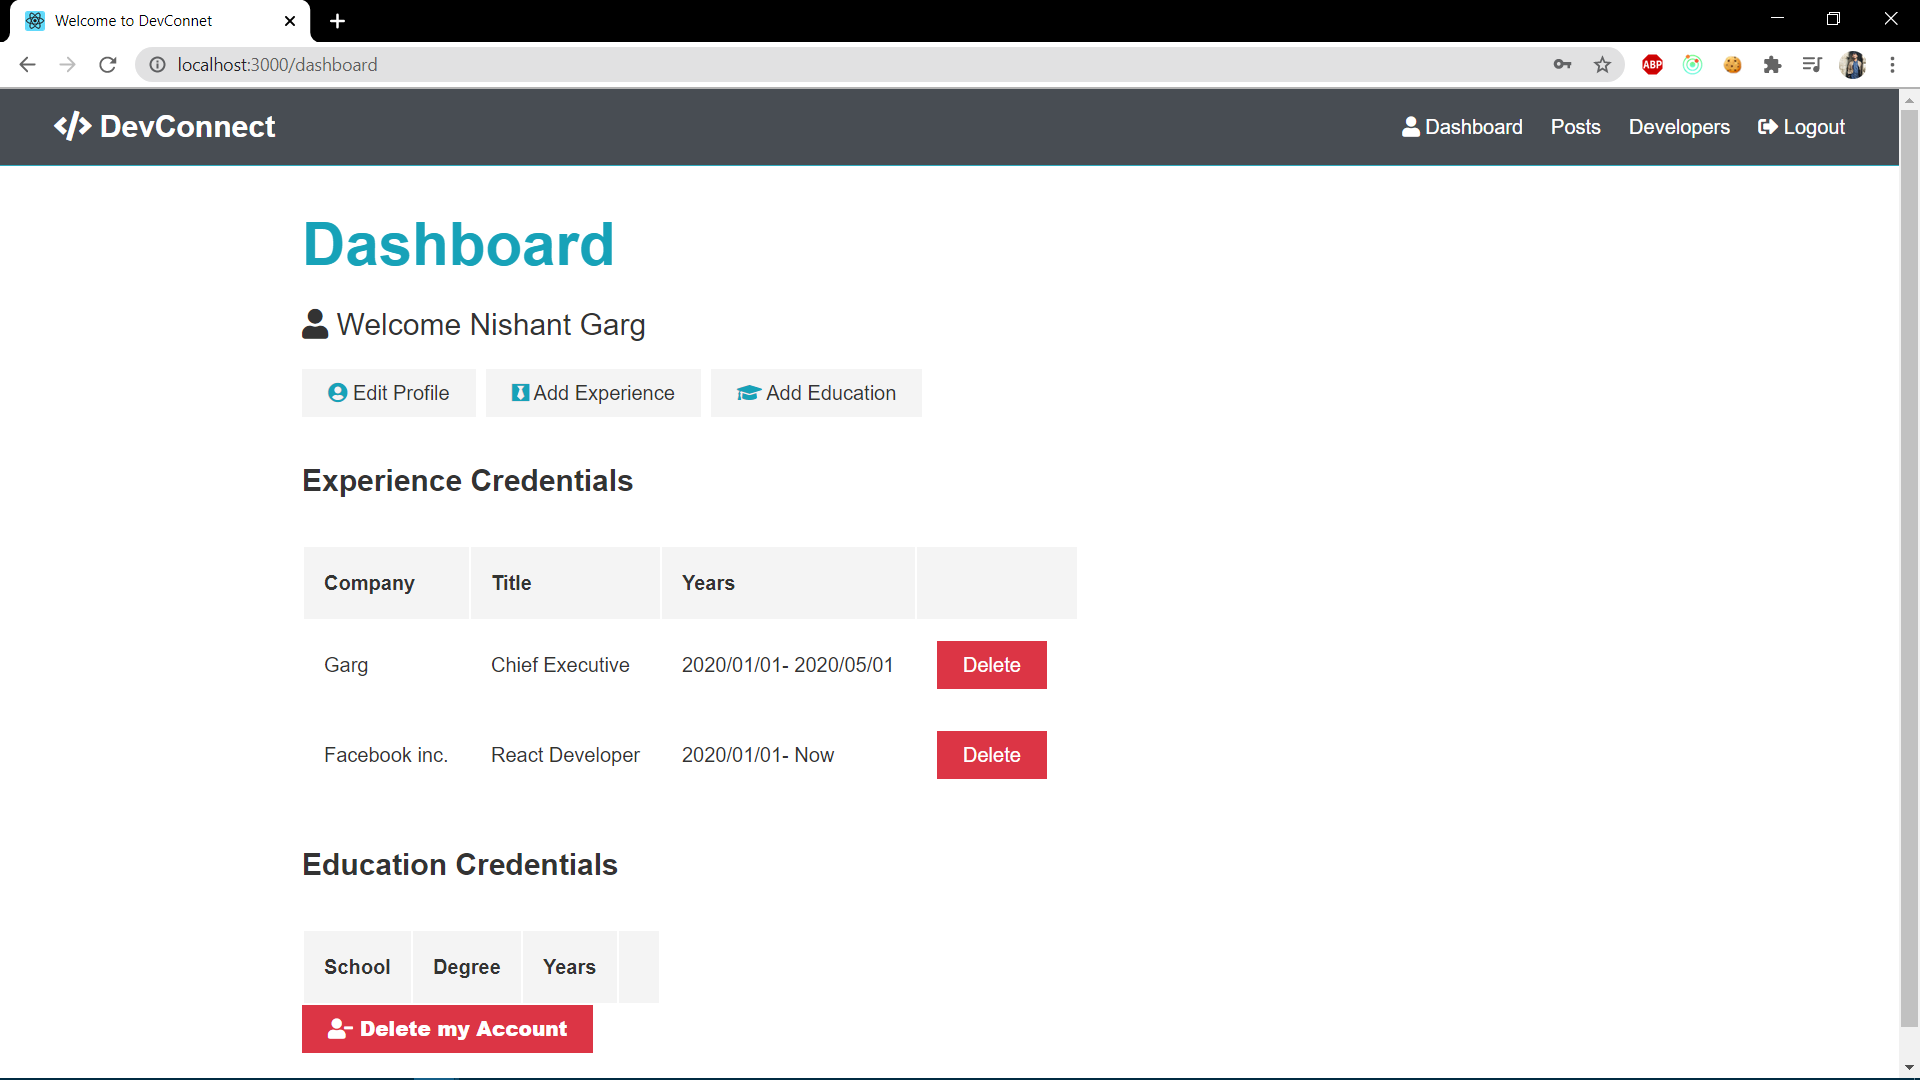 Welcome to DevConnet
localhost:3000/dashboard
ABP
DevConnect
Dashboard Posts Developers Logout
Dashboard
Welcome Nishant Garg
Edit Profile Add Experience Add Education
Experience Credentials
Company Title Years
Garg Chief Executive 2020/01/01- 2020/05/01 Delete
Facebook inc. React Developer 2020/01/01- Now Delete
Education Credentials
School Degree Years
Delete my Account